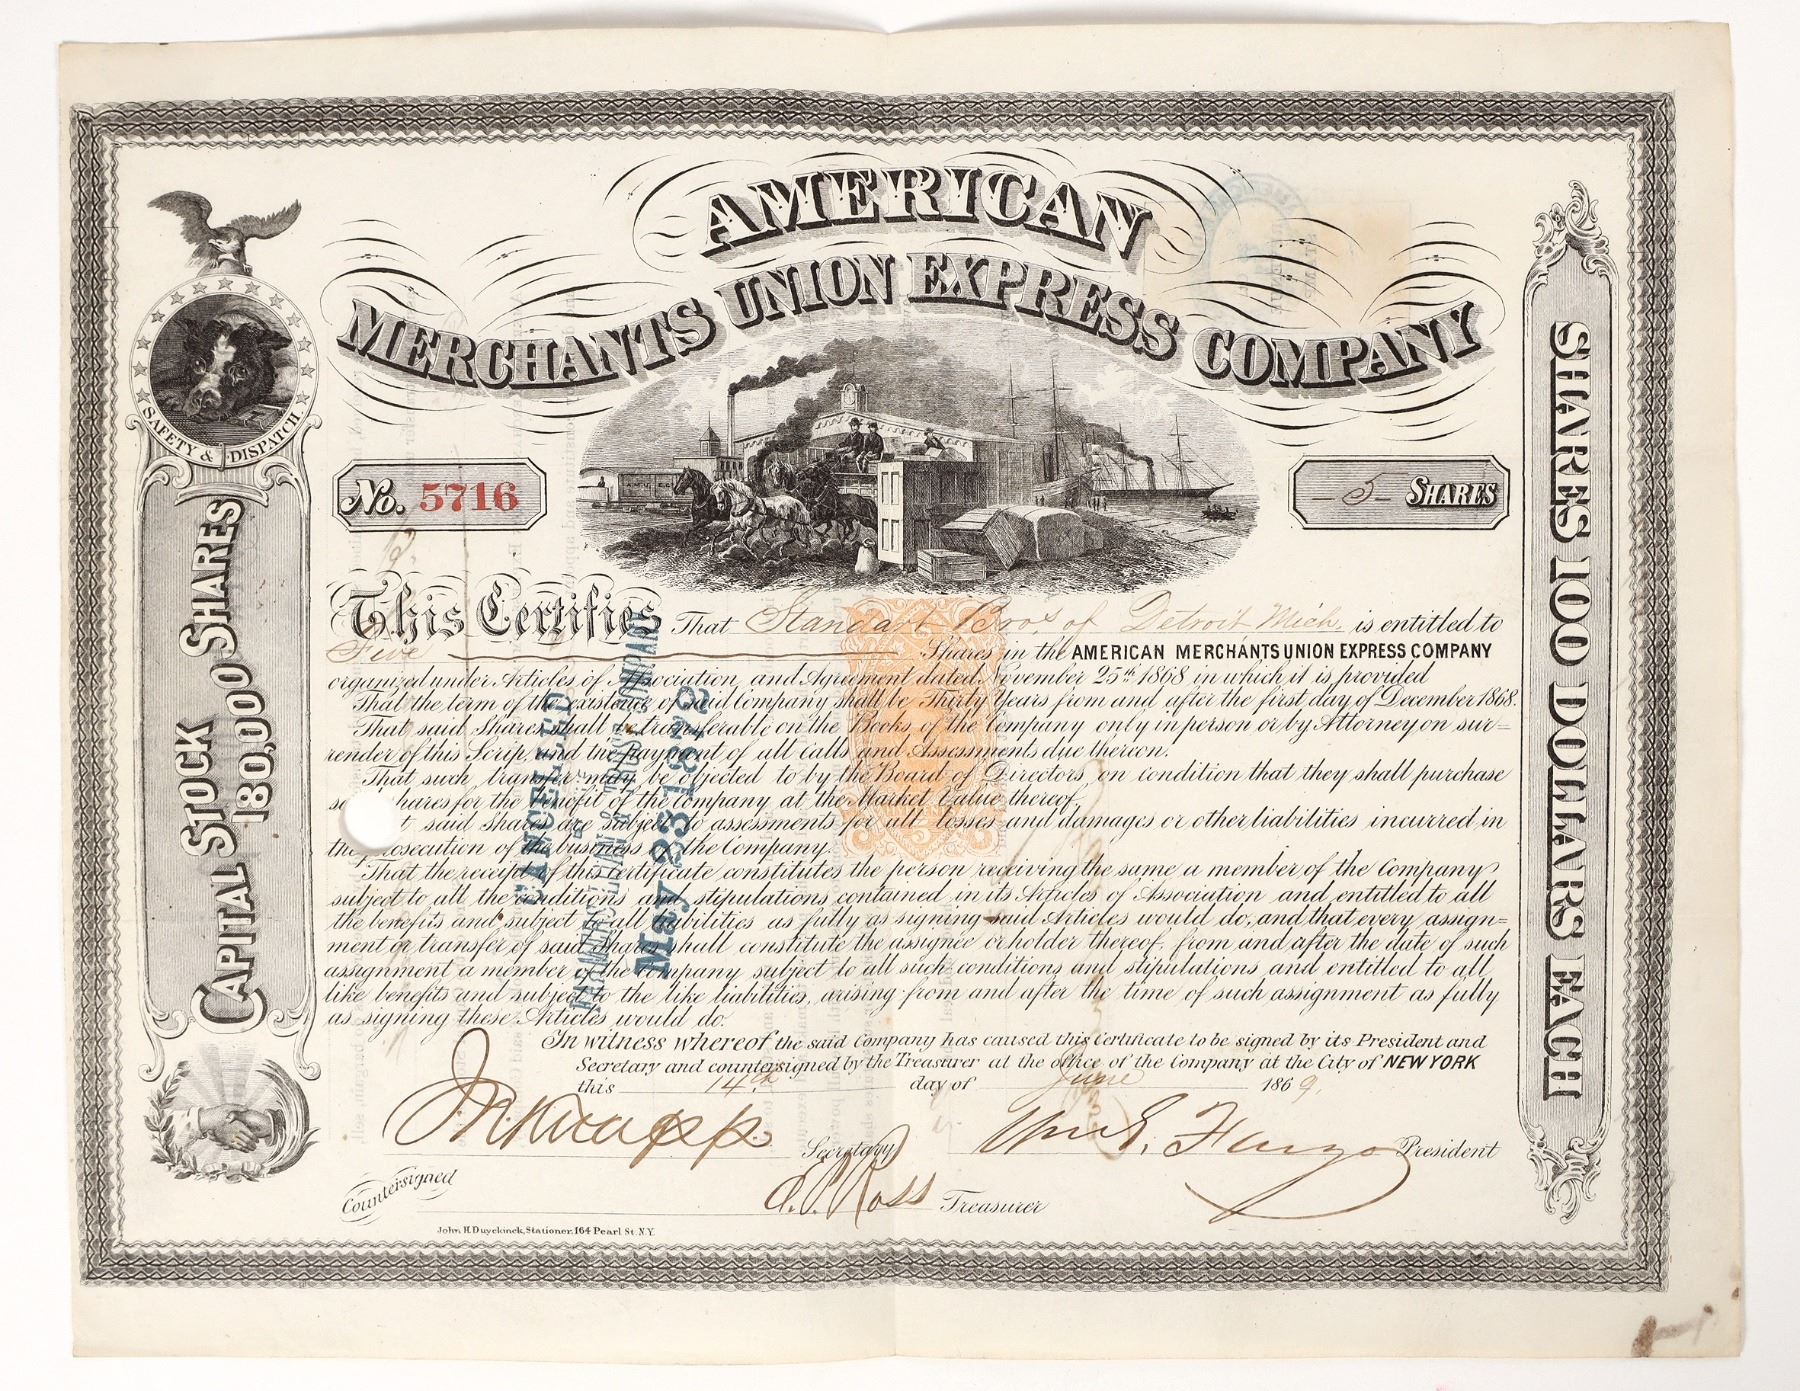 AMERICAN
MERCHANTS UNION EXPRESS COMPANY
SAFETY & DISPATCH
CAPITAL STOCK 180,000 SHARES
SHARES 100 DOLLARS EACH
No. 5716
-5- SHARES
This Certifies That Standart Bros of Detroit Mich. is entitled to
Five Shares in the AMERICAN MERCHANTS UNION EXPRESS COMPANY
organized under Articles of Association and Agreement dated November 25th 1868 in which it is provided
That the term of the existence of said Company shall be Thirty Years from and after the first day of December 1868.
That said Shares shall be transferable on the Books of the Company only in person or by Attorney on sur=
render of this Scrip and the payment of all calls and Assessments due thereon.
That such transfer may be objected to by the Board of Directors on condition that they shall purchase
hares for the benefit of the Company at the Market Value thereof.
t said Shares are subject to assessments for all losses and damages or other liabilities incurred in
the prosecution of the business of the Company.
That the receipt of this Certificate constitutes the person receiving the same a member of the Company
subject to all the conditions and stipulations contained in its Articles of Association and entitled to all
the benefits and subject to all liabilities as fully as signing said Articles would do, and that every assign=
ment or transfer of said Shares shall constitute the assignee or holder thereof, from and after the date of such
assignment a member of the Company subject to all such conditions and stipulations, and entitled to all
like benefits and subject to the like liabilities, arising from and after the time of such assignment as fully
as signing these Articles would do.
In witness whereof the said Company has caused this Certificate to be signed by its President and
Secretary and countersigned by the Treasurer at the office of the Company at the City of NEW YORK
this 14th day of June 1869.
J.N. Knapp Secretary Wm G. Fargo President
Countersigned J. C. Ross Treasurer
John H. Duyckinck, Stationer, 164 Pearl St. N.Y.
CANCELLED
FARMERS' LOAN & TRUST COMPANY
May 331872